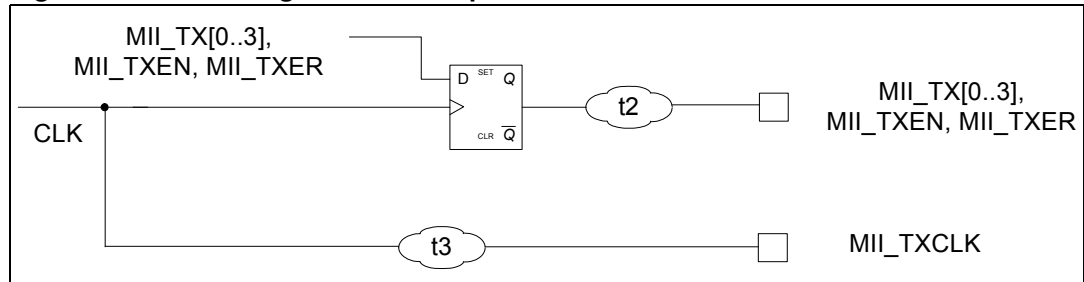 MII_TX[0..3],
MII_TXEN, MII_TXER
D SET Q
t2
MII_TX[0..3],
MII_TXEN, MII_TXER
CLK
CLR Q
t3
MII_TXCLK